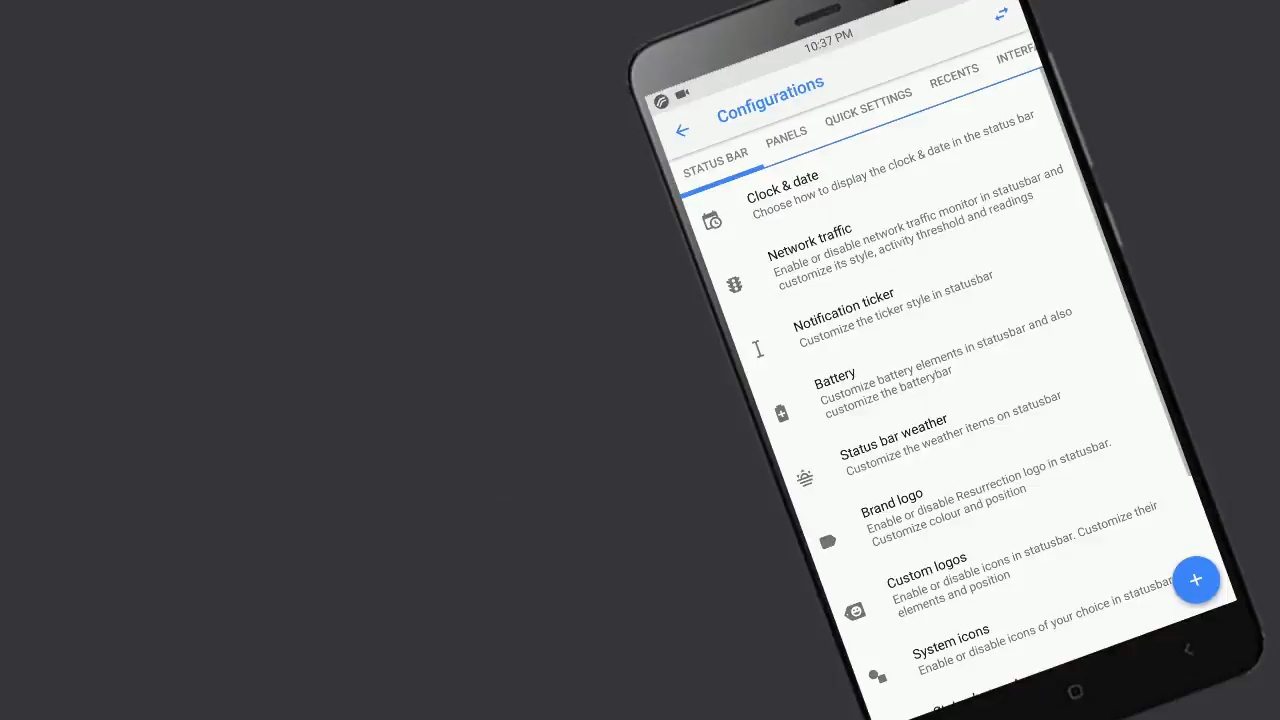 10:37 PM
Configurations
STATUS BAR
PANELS
QUICK SETTINGS
RECENTS
Clock & date
Choose how to display the clock & date in the status bar
Network traffic
Enable or disable network traffic monitor in statusbar and
customize its style, activity threshold and readings
Notification ticker
Customize the ticker style in statusbar
Battery
Customize battery elements in statusbar and also
customize the batterybar
Status bar weather
Customize the weather items on statusbar
Brand logo
Enable or disable Resurrection logo in statusbar.
Customize colour and position
Custom logos
Enable or disable icons in statusbar. Customize their
elements and position
System icons
Enable or disable icons of your choice in statusbar